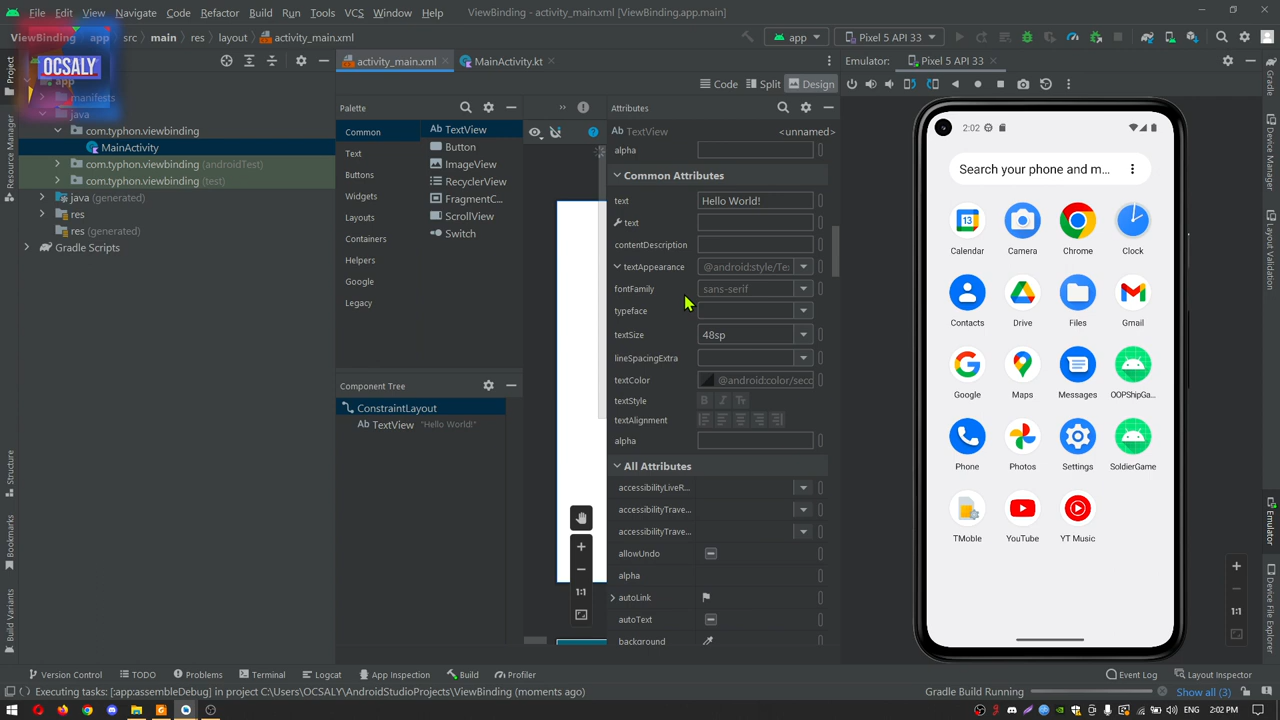 File Edit View Navigate Code Refactor Build Run Tools VCS Window Help ViewBinding - activity_main.xml [ViewBinding.app.main]
ViewBinding app src main res layout activity_main.xml app Pixel 5 API 33
OCSALY
activity_main.xml MainActivity.kt Emulator: Pixel 5 API 33
Code Split Design
Project
Resource Manager
Structure
Bookmarks
Build Variants
app
manifests
java
com.typhon.viewbinding
MainActivity
com.typhon.viewbinding (androidTest)
com.typhon.viewbinding (test)
java (generated)
res
res (generated)
Gradle Scripts
Palette
Common
Text
Buttons
Widgets
Layouts
Containers
Helpers
Google
Legacy
Ab TextView
Button
ImageView
RecyclerView
FragmentC...
ScrollView
Switch
Component Tree
ConstraintLayout
Ab TextView "Hello World!"
1:1
Attributes
Ab TextView <unnamed>
alpha
Common Attributes
text Hello World!
text
contentDescription
textAppearance @android:style/Te:
fontFamily sans-serif
typeface
textSize 48sp
lineSpacingExtra
textColor @android:color/secc
textStyle B I Tr
textAlignment
alpha
All Attributes
accessibilityLiveR...
accessibilityTrave...
accessibilityTrave...
allowUndo
alpha
autoLink
autoText
background
2:02
Search your phone and m...
Calendar Camera Chrome Clock
Contacts Drive Files Gmail
Google Maps Messages OOPShipGa...
Phone Photos Settings SoldierGame
TMoble YouTube YT Music
1:1
Gradle
Device Manager
Layout Validation
Emulator
Device File Explorer
Version Control TODO Problems Terminal Logcat App Inspection Build Profiler Event Log Layout Inspector
Executing tasks: [:app:assembleDebug] in project C:\Users\OCSALY\AndroidStudioProjects\ViewBinding (moments ago) Gradle Build Running Show all (3)
ENG 2:02 PM